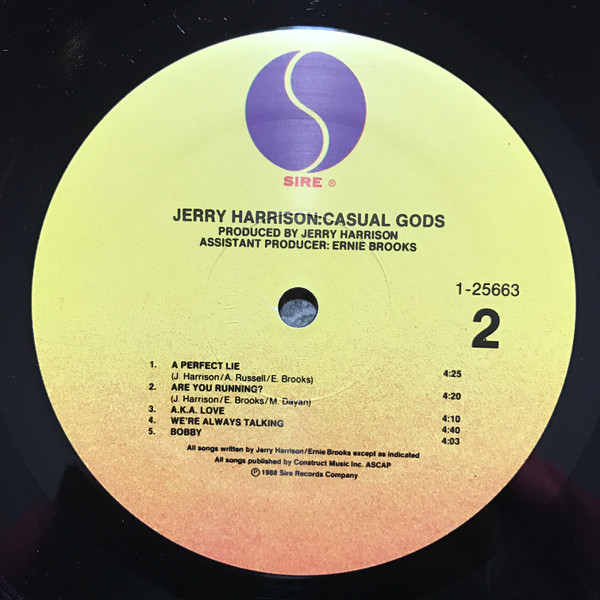 SIRE ®
JERRY HARRISON:CASUAL GODS
PRODUCED BY JERRY HARRISON
ASSISTANT PRODUCER: ERNIE BROOKS
1-25663
2
1. A PERFECT LIE
(J. Harrison/A. Russell/E. Brooks) 4:25
2. ARE YOU RUNNING?
(J. Harrison/E. Brooks/M. Dayan) 4:20
3. A.K.A. LOVE 4:10
4. WE'RE ALWAYS TALKING 4:40
5. BOBBY 4:03
All songs written by Jerry Harrison/Ernie Brooks except as indicated
All songs published by Construct Music Inc. ASCAP
℗ 1988 Sire Records Company